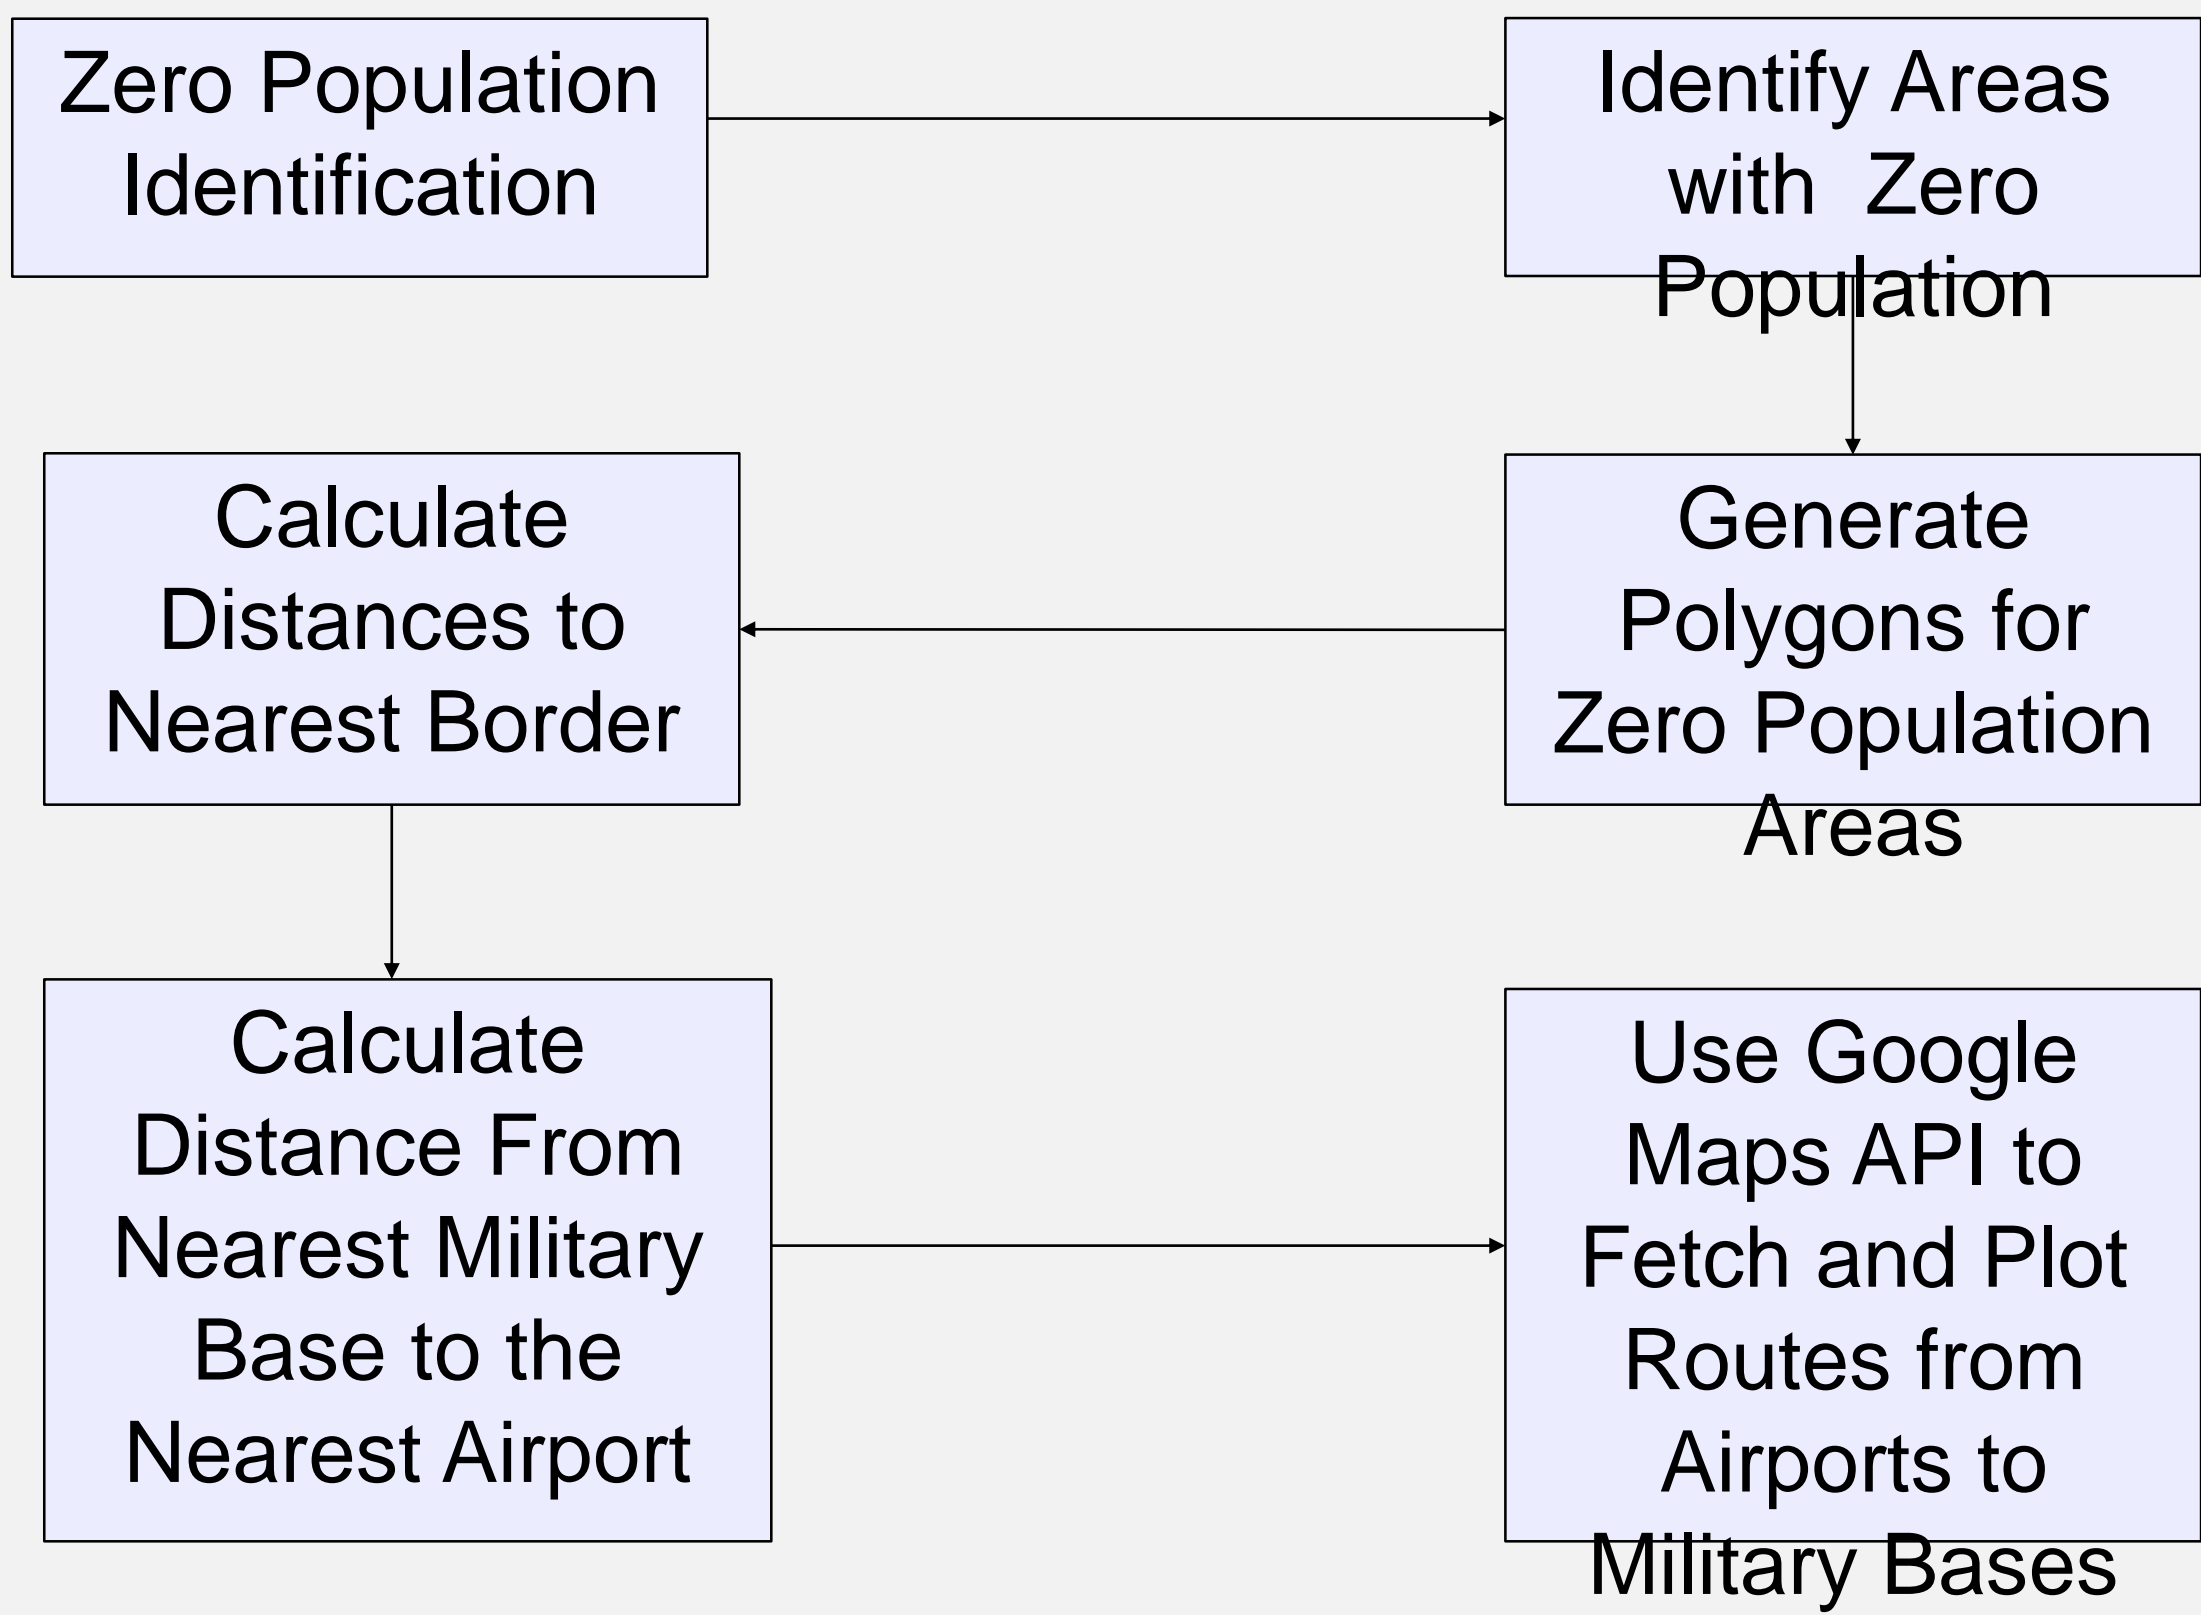 Zero Population
Identification
Identify Areas
with  Zero
Population
Generate
Polygons for
Zero Population
Areas
Calculate
Distances to
Nearest Border
Calculate
Distance From
Nearest Military
Base to the
Nearest Airport
Use Google
Maps API to
Fetch and Plot
Routes from
Airports to
Military Bases